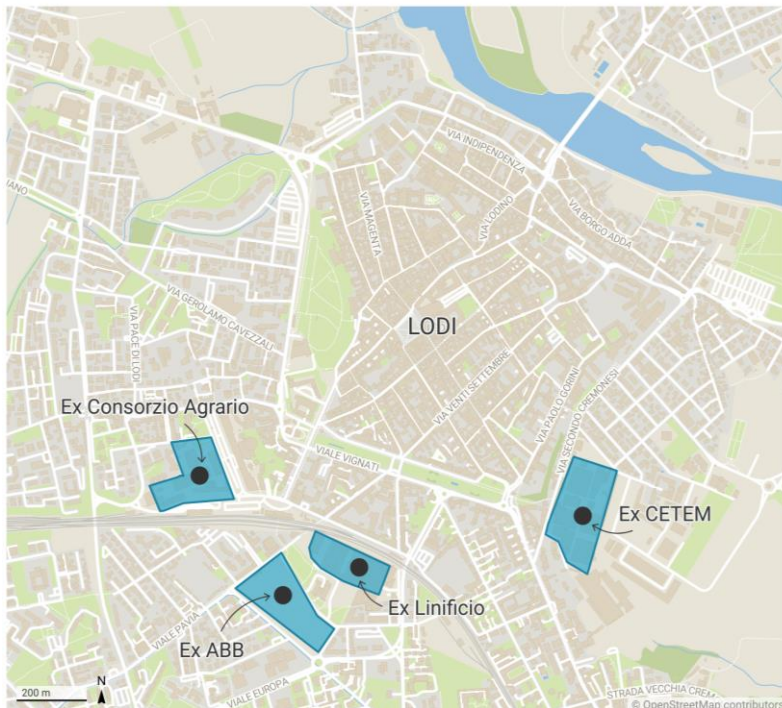 VIA INDIPENDENZA
VIA LODINO
VIA BORGO ADDA
VIA MAGENTA
IANO
VIA GEROLAMO CAVEZZALI
VIA PACE DI LODI
LODI
VIA VENTI SETTEMBRE
VIA PAOLO GORINI
VIA SECONDO CREMONESI
Ex Consorzio Agrario
VIALE VIGNATI
Ex CETEM
Ex Linificio
VIALE PAVIA
Ex ABB
VIALE EUROPA
STRADA VECCHIA CREM
200 m
N
© OpenStreetMap contributor